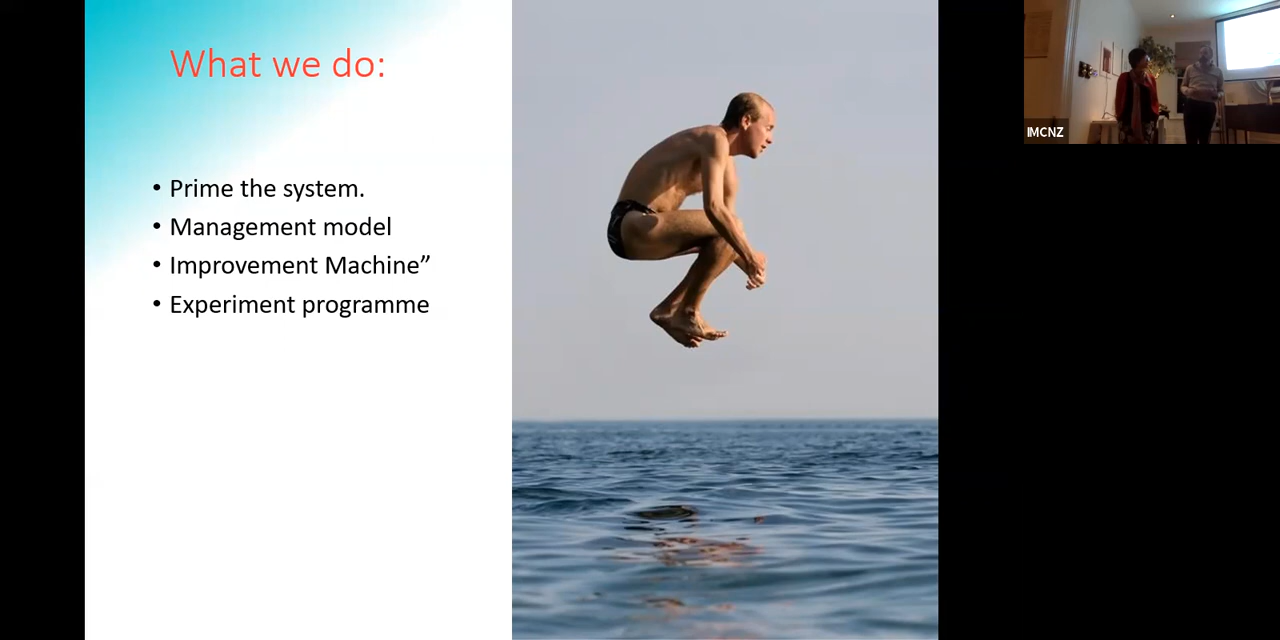 What we do:
• Prime the system.
• Management model
• Improvement Machine”
• Experiment programme
IMCNZ